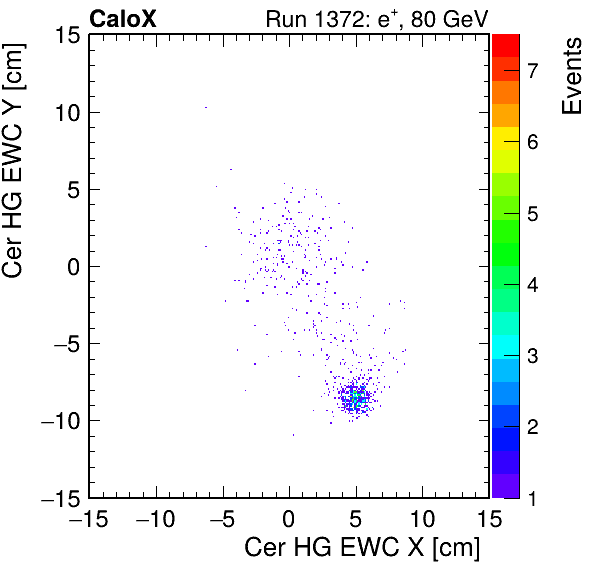 CaloX Run 1372: e⁺, 80 GeV
Cer HG EWC Y [cm]
Events
15
10
5
0
−5
−10
−15
7
6
5
4
3
2
1
−15 −10 −5 0 5 10 15
Cer HG EWC X [cm]